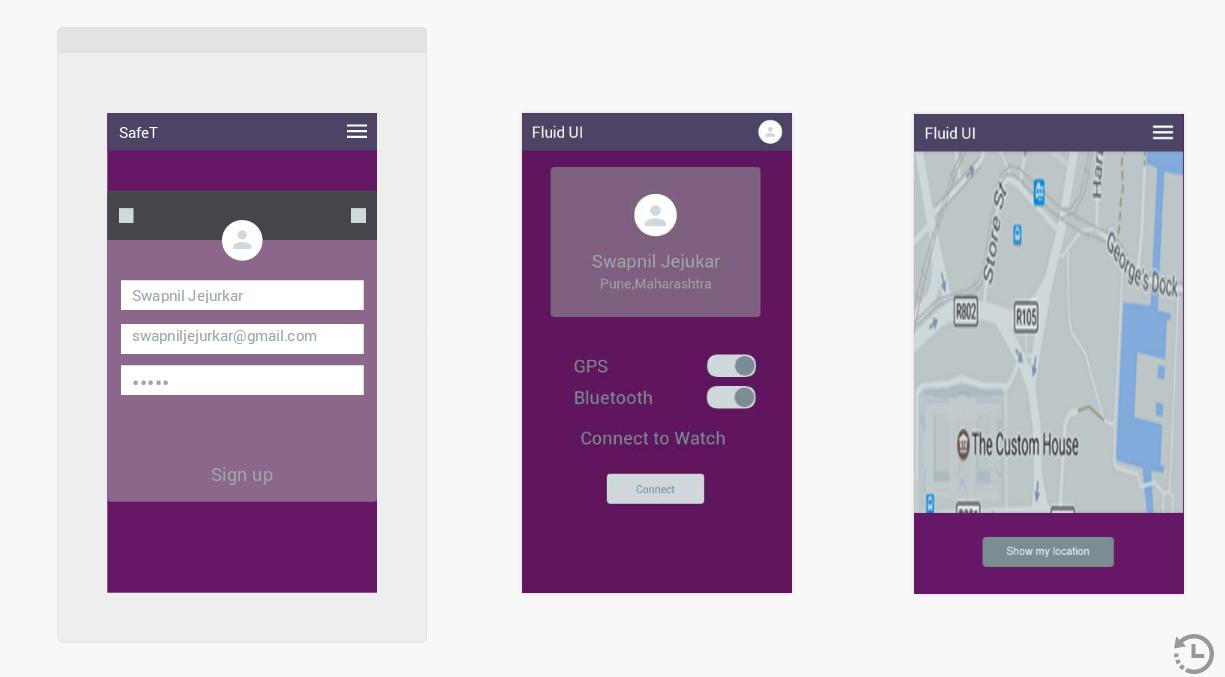 SafeT
Swapnil Jejurkar
swapniljejurkar@gmail.com
•••••
Sign up
Fluid UI
Swapnil Jejukar
Pune,Maharashtra
GPS
Bluetooth
Connect to Watch
Connect
Fluid UI
Store St
Harb
George's Dock
R802
R105
The Custom House
Show my location